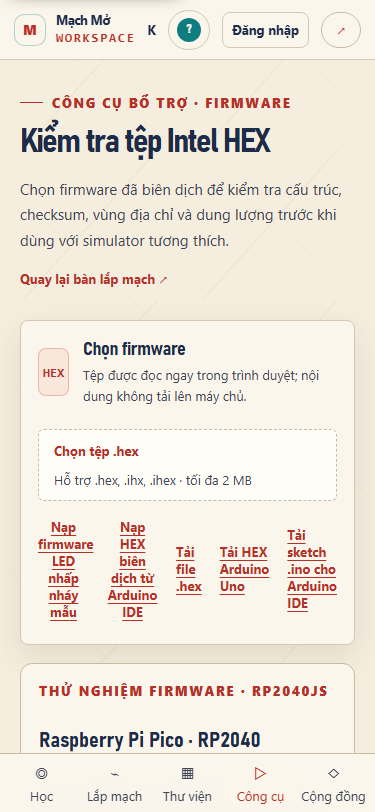 M
Mạch Mở
WORKSPACE
K
?
Đăng nhập
↗
CÔNG CỤ BỔ TRỢ · FIRMWARE
Kiểm tra tệp Intel HEX
Chọn firmware đã biên dịch để kiểm tra cấu trúc,
checksum, vùng địa chỉ và dung lượng trước khi
dùng với simulator tương thích.
Quay lại bàn lắp mạch ↗
HEX
Chọn firmware
Tệp được đọc ngay trong trình duyệt; nội
dung không tải lên máy chủ.
Chọn tệp .hex
Hỗ trợ .hex, .ihx, .ihex · tối đa 2 MB
Nạp
firmware
LED
nhấp
nháy
mẫu
Nạp
HEX
biên
dịch từ
Arduino
IDE
Tải
file
.hex
Tải HEX
Arduino
Uno
Tải
sketch
.ino cho
Arduino
IDE
THỬ NGHIỆM FIRMWARE · RP2040JS
Raspberry Pi Pico · RP2040
Học
Lắp mạch
Thư viện
Công cụ
Cộng đồng